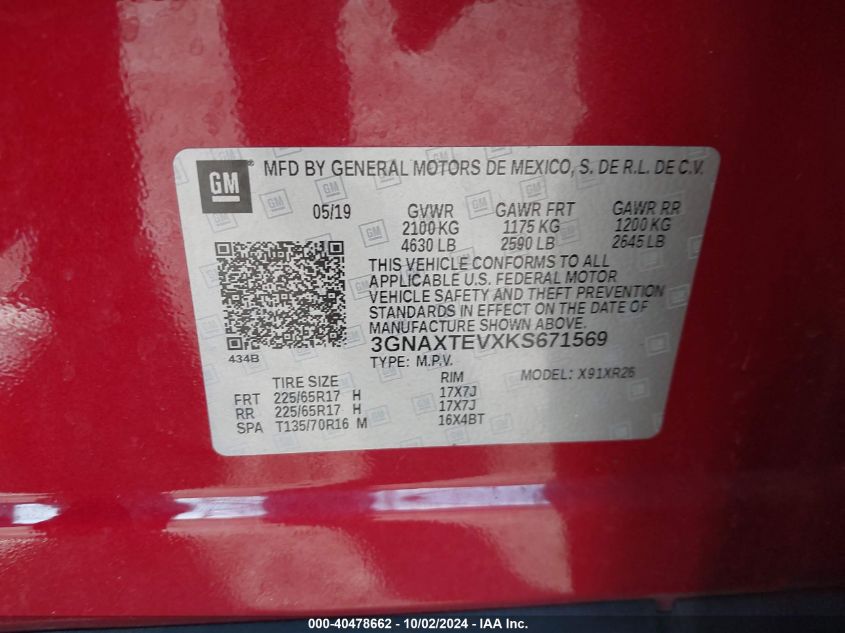 GM ® MFD BY GENERAL MOTORS DE MEXICO, S. DE R.L. DE C.V.
05/19 GVWR GAWR FRT GAWR RR
2100 KG 1175 KG 1200 KG
4630 LB 2590 LB 2645 LB
THIS VEHICLE CONFORMS TO ALL
APPLICABLE U.S. FEDERAL MOTOR
VEHICLE SAFETY AND THEFT PREVENTION
STANDARDS IN EFFECT ON THE DATE OF
MANUFACTURE SHOWN ABOVE.
3GNAXTEVXKS671569
434B
TYPE: M.P.V.
MODEL: X91XR26
TIRE SIZE RIM
FRT 225/65R17 H 17X7J
RR 225/65R17 H 17X7J
SPA T135/70R16 M 16X4BT
000-40478662 - 10/02/2024 - IAA Inc.